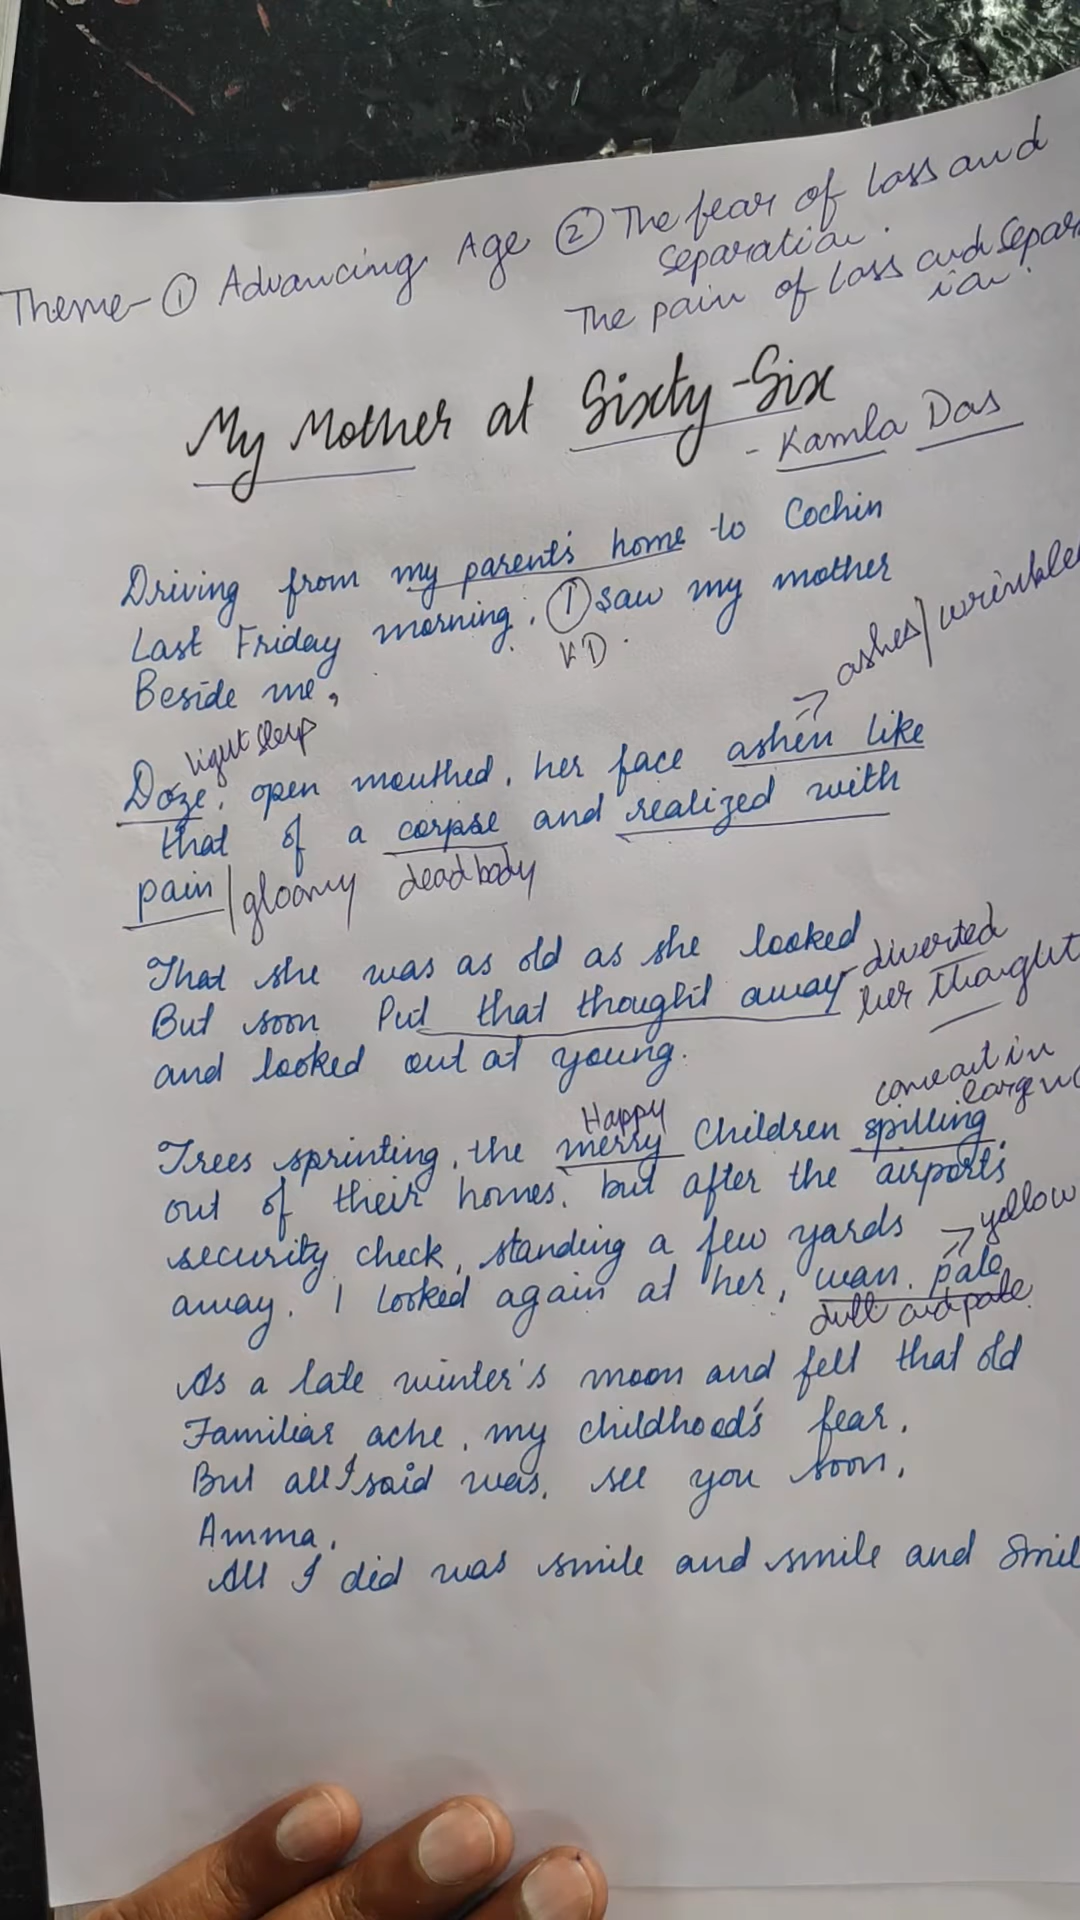 Theme- ① Advancing Age ② The fear of loss and
separation.
The pain of loss and Separ
ion.
My Mother at Sixty-Six
- Kamla Das
Driving from my parent's home to Cochin
Last Friday morning, I saw my mother
KD.
Beside me,
ashes/wrinkle
light sleep
Doze, open mouthed, her face ashen like
that of a corpse and realized with
pain/gloomy dead body
That she was as old as she looked
But soon Put that thought away - diverted
her thought
and looked out at young.
come out in
large no
Happy
Trees sprinting, the merry Children spilling
out of their homes, but after the airport's
security check, standing a few yards → yellow
away, I looked again at her, wan, pale
dull and pale
As a late winter's moon and felt that old
Familiar ache, my childhood's fear,
But all I said was, see you soon,
Amma,
All I did was smile and smile and Smil